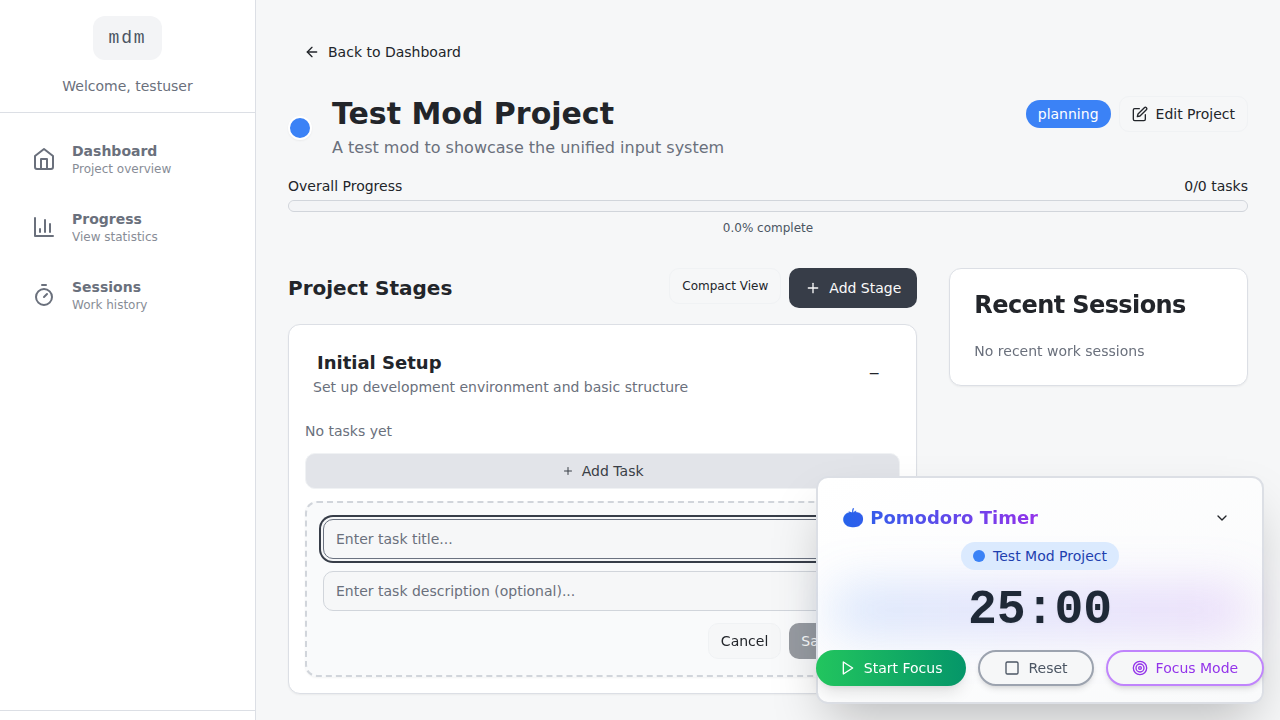 mdm
Welcome, testuser
Dashboard
Project overview
Progress
View statistics
Sessions
Work history
Back to Dashboard
Test Mod Project
A test mod to showcase the unified input system
planning
Edit Project
Overall Progress
0/0 tasks
0.0% complete
Project Stages
Compact View
Add Stage
Initial Setup
Set up development environment and basic structure
No tasks yet
Add Task
Enter task title...
Enter task description (optional)...
Cancel
Recent Sessions
No recent work sessions
Pomodoro Timer
Test Mod Project
25:00
Start Focus
Reset
Focus Mode